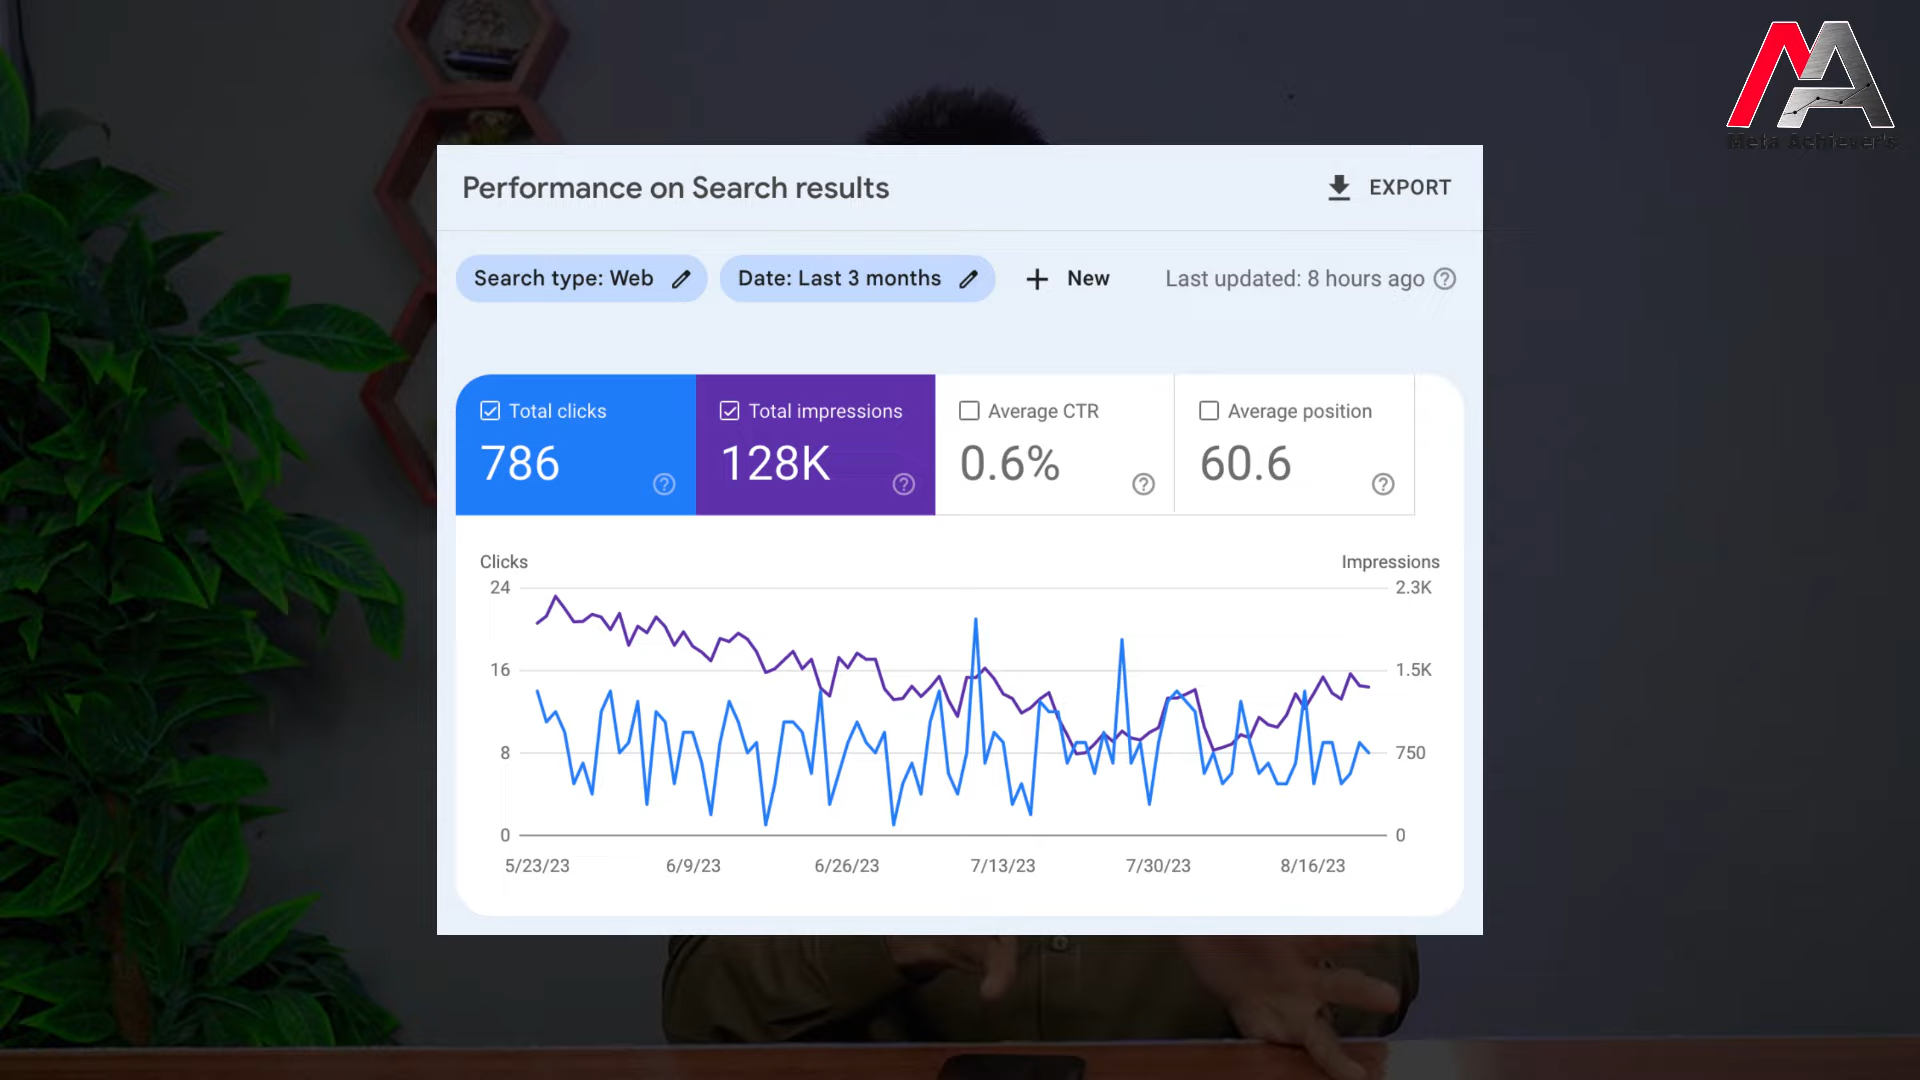 Meta Achiever's
Performance on Search results
EXPORT
Search type: Web
Date: Last 3 months
New
Last updated: 8 hours ago
Total clicks
786
Total impressions
128K
Average CTR
0.6%
Average position
60.6
Clicks
Impressions
24
2.3K
16
1.5K
8
750
0
0
5/23/23
6/9/23
6/26/23
7/13/23
7/30/23
8/16/23